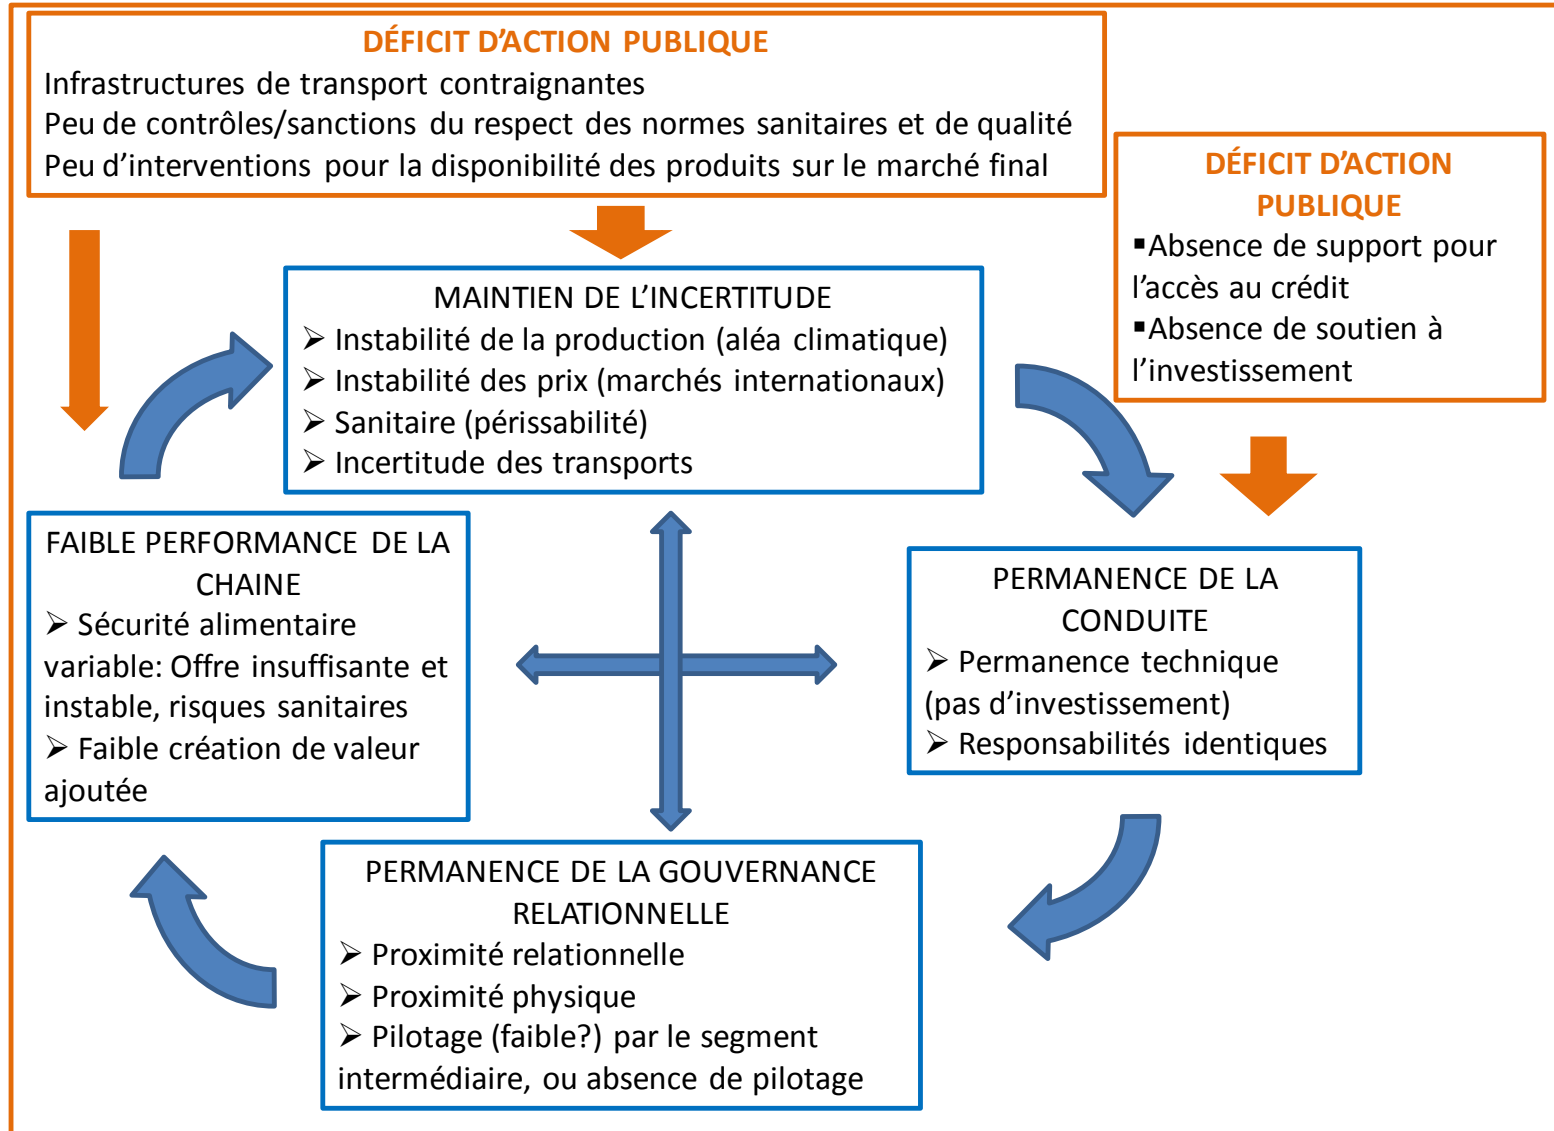 DÉFICIT D’ACTION PUBLIQUE
Infrastructures de transport contraignantes
Peu de contrôles/sanctions du respect des normes sanitaires et de qualité
Peu d’interventions pour la disponibilité des produits sur le marché final
DÉFICIT D’ACTION
PUBLIQUE
▪Absence de support pour
l’accès au crédit
▪Absence de soutien à
l’investissement
MAINTIEN DE L’INCERTITUDE
➢ Instabilité de la production (aléa climatique)
➢ Instabilité des prix (marchés internationaux)
➢ Sanitaire (périssabilité)
➢ Incertitude des transports
FAIBLE PERFORMANCE DE LA
CHAINE
➢ Sécurité alimentaire
variable: Offre insuffisante et
instable, risques sanitaires
➢ Faible création de valeur
ajoutée
PERMANENCE DE LA
CONDUITE
➢ Permanence technique
(pas d’investissement)
➢ Responsabilités identiques
PERMANENCE DE LA GOUVERNANCE
RELATIONNELLE
➢ Proximité relationnelle
➢ Proximité physique
➢ Pilotage (faible?) par le segment
intermédiaire, ou absence de pilotage